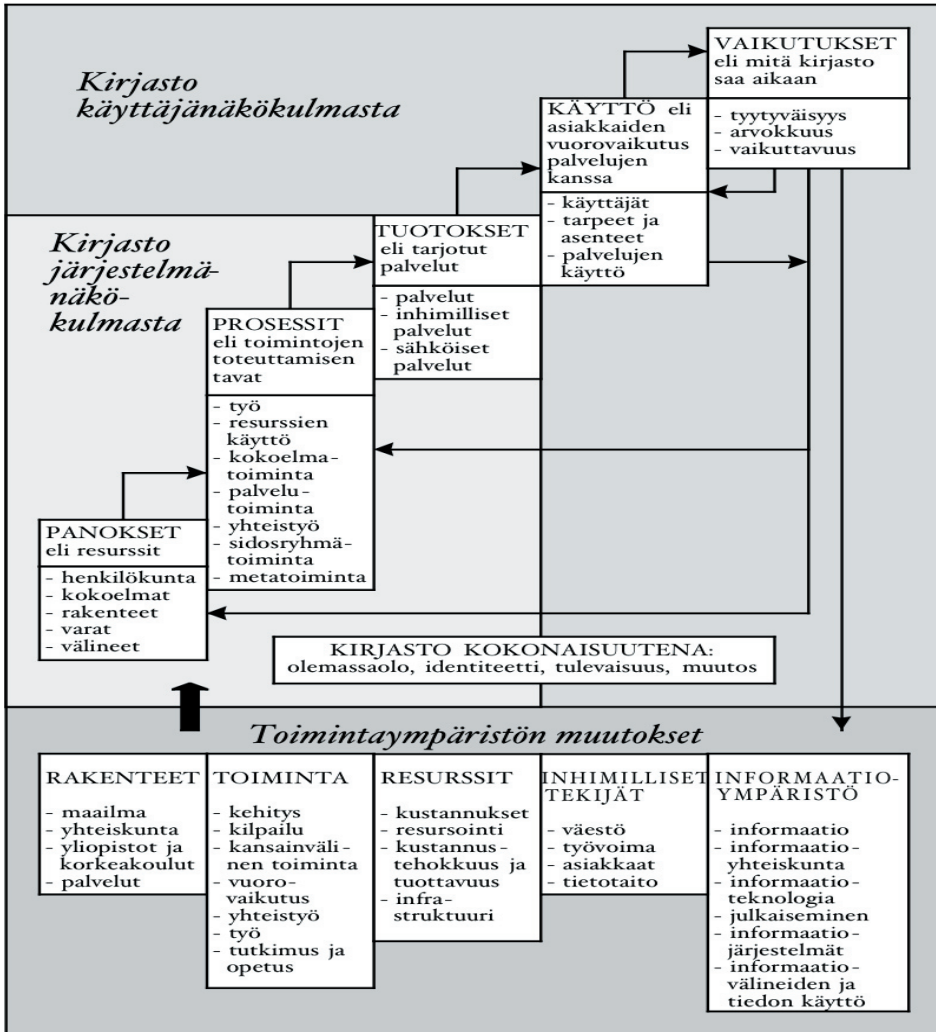 Kirjasto
käyttäjänäkökulmasta
VAIKUTUKSET
eli mitä kirjasto
saa aikaan
- tyytyväisyys
- arvokkuus
- vaikuttavuus
KÄYTTÖ eli
asiakkaiden
vuorovaikutus
palvelujen
kanssa
- käyttäjät
- tarpeet ja
asenteet
- palvelujen
käyttö
Kirjasto
järjestelmä-
näkö-
kulmasta
TUOTOKSET
eli tarjotut
palvelut
- palvelut
- inhimilliset
palvelut
- sähköiset
palvelut
PROSESSIT
eli toimintojen
toteuttamisen
tavat
- työ
- resurssien
käyttö
- kokoelma-
toiminta
- palvelu-
toiminta
- yhteistyö
- sidosryhmä-
toiminta
- metatoiminta
PANOKSET
eli resurssit
- henkilökunta
- kokoelmat
- rakenteet
- varat
- välineet
KIRJASTO KOKONAISUUTENA:
olemassaolo, identiteetti, tulevaisuus, muutos
Toimintaympäristön muutokset
RAKENTEET
- maailma
- yhteiskunta
- yliopistot ja
korkeakoulut
- palvelut
TOIMINTA
- kehitys
- kilpailu
- kansainväli-
nen toiminta
- vuoro-
vaikutus
- yhteistyö
- työ
- tutkimus ja
opetus
RESURSSIT
- kustannukset
- resursointi
- kustannus-
tehokkuus ja
tuottavuus
- infra-
struktuuri
INHIMILLISET
TEKIJÄT
- väestö
- työvoima
- asiakkaat
- tietotaito
INFORMAATIO-
YMPÄRISTÖ
- informaatio
- informaatio-
yhteiskunta
- informaatio-
teknologia
- julkaiseminen
- informaatio-
järjestelmät
- informaatio-
välineiden ja
tiedon käyttö